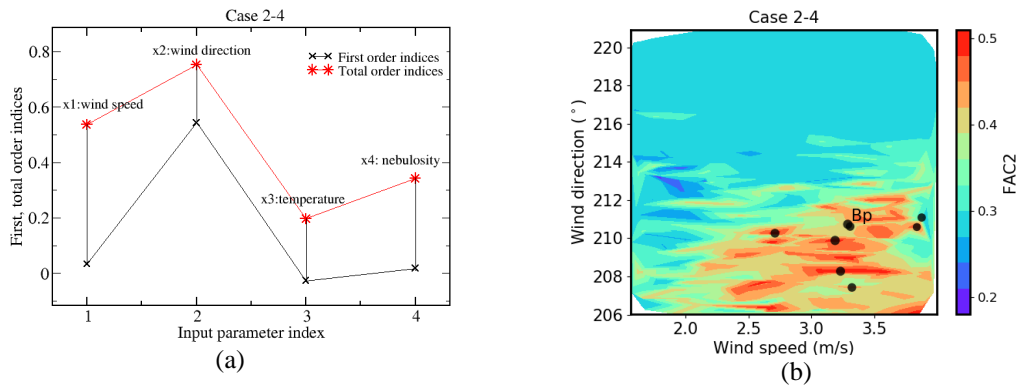 Case 2-4
0.8
0.6
0.4
0.2
0
First, total order indices
x2:wind direction
First order indices
Total order indices
x1:wind speed
x4: nebulosity
x3:temperature
1 2 3 4
Input parameter index
(a)
Case 2-4
220
218
216
214
212
210
208
206
Wind direction (°)
Bp
2.0 2.5 3.0 3.5
Wind speed (m/s)
0.5
0.4
0.3
0.2
FAC2
(b)